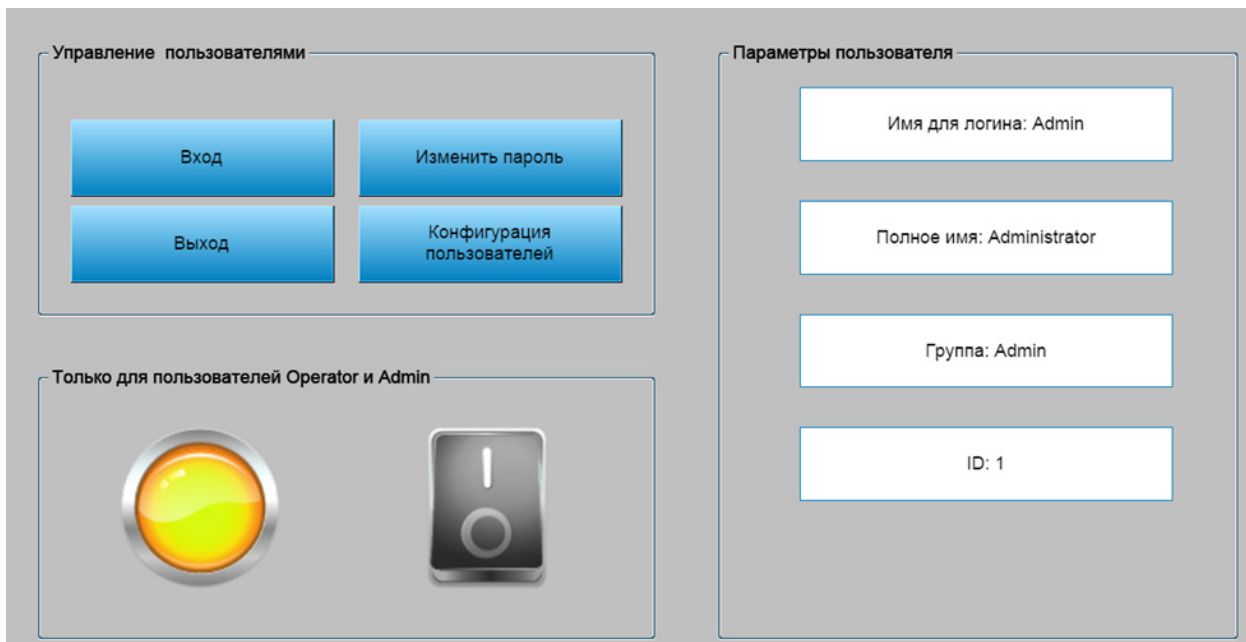 Управление пользователями
Вход
Изменить пароль
Выход
Конфигурация
пользователей
Только для пользователей Operator и Admin
Параметры пользователя
Имя для логина: Admin
Полное имя: Administrator
Группа: Admin
ID: 1